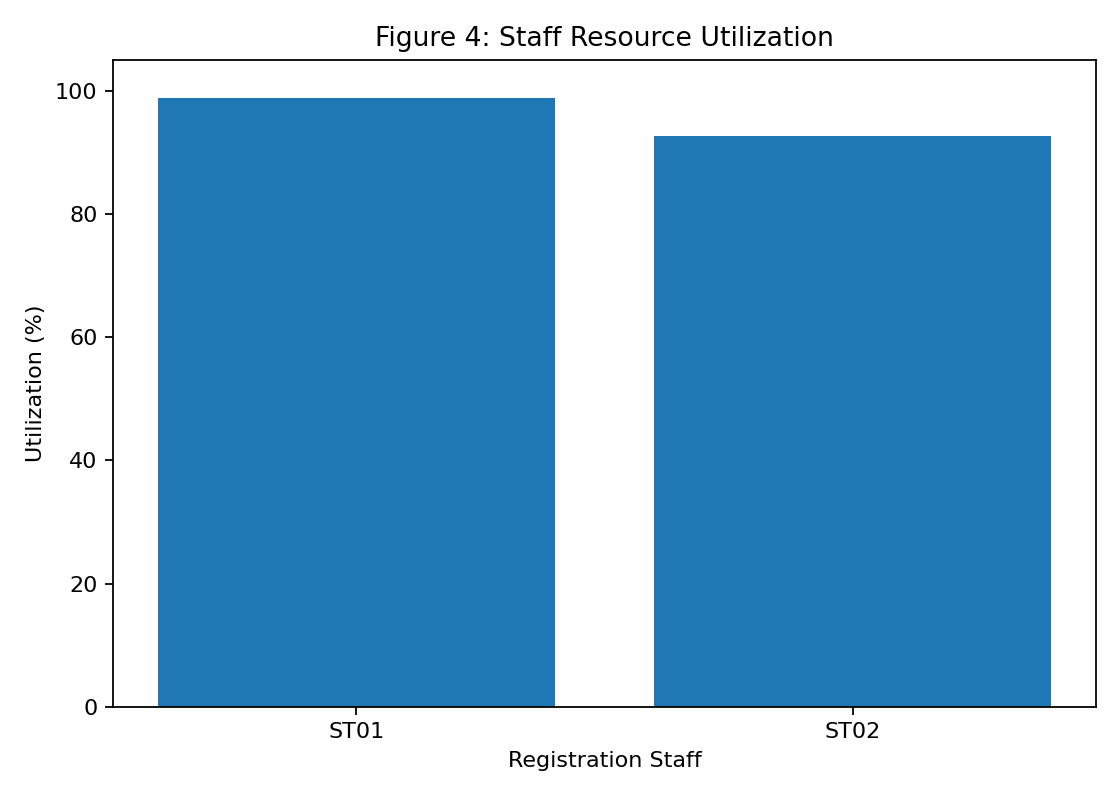 Figure 4: Staff Resource Utilization
100
80
60
40
20
0
Utilization (%)
ST01 ST02
Registration Staff